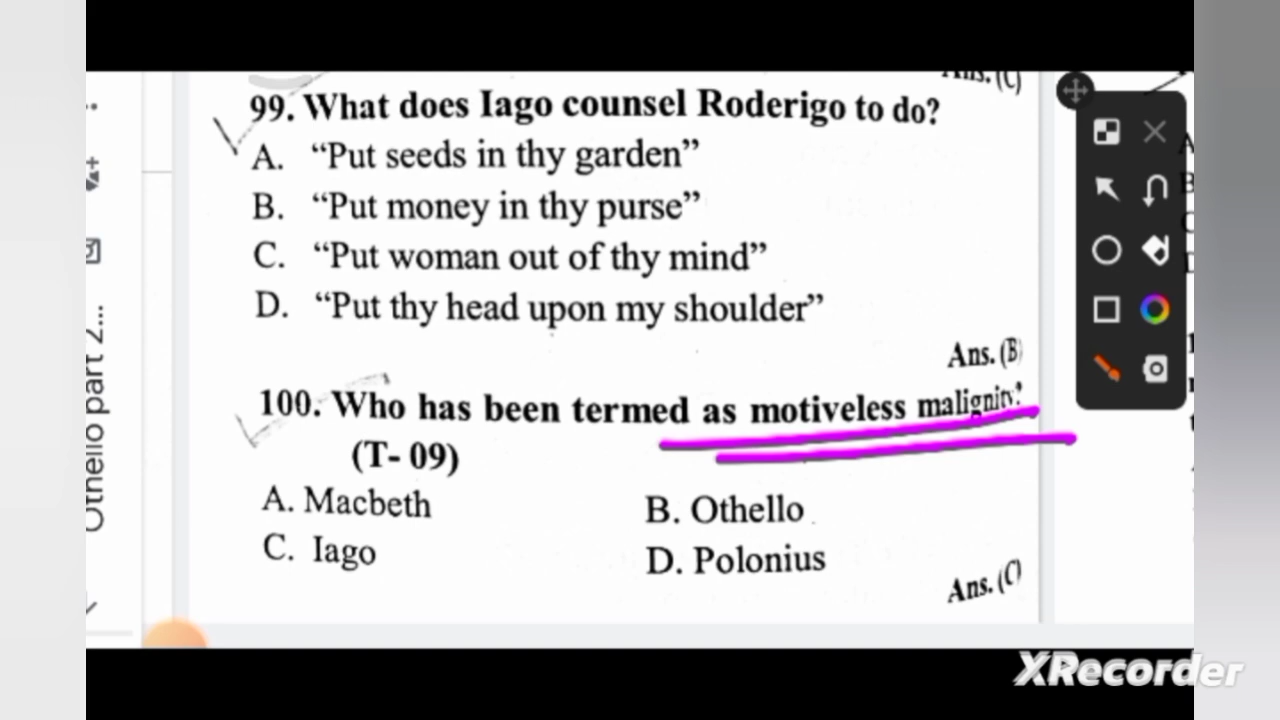 Ans. (C)
99. What does Iago counsel Roderigo to do?
A. “Put seeds in thy garden”
B. “Put money in thy purse”
C. “Put woman out of thy mind”
D. “Put thy head upon my shoulder”
Ans. (B)
100. Who has been termed as motiveless malignity?
(T- 09)
A. Macbeth B. Othello
C. Iago D. Polonius
Ans. (C)
Othello part 2...
XRecorder